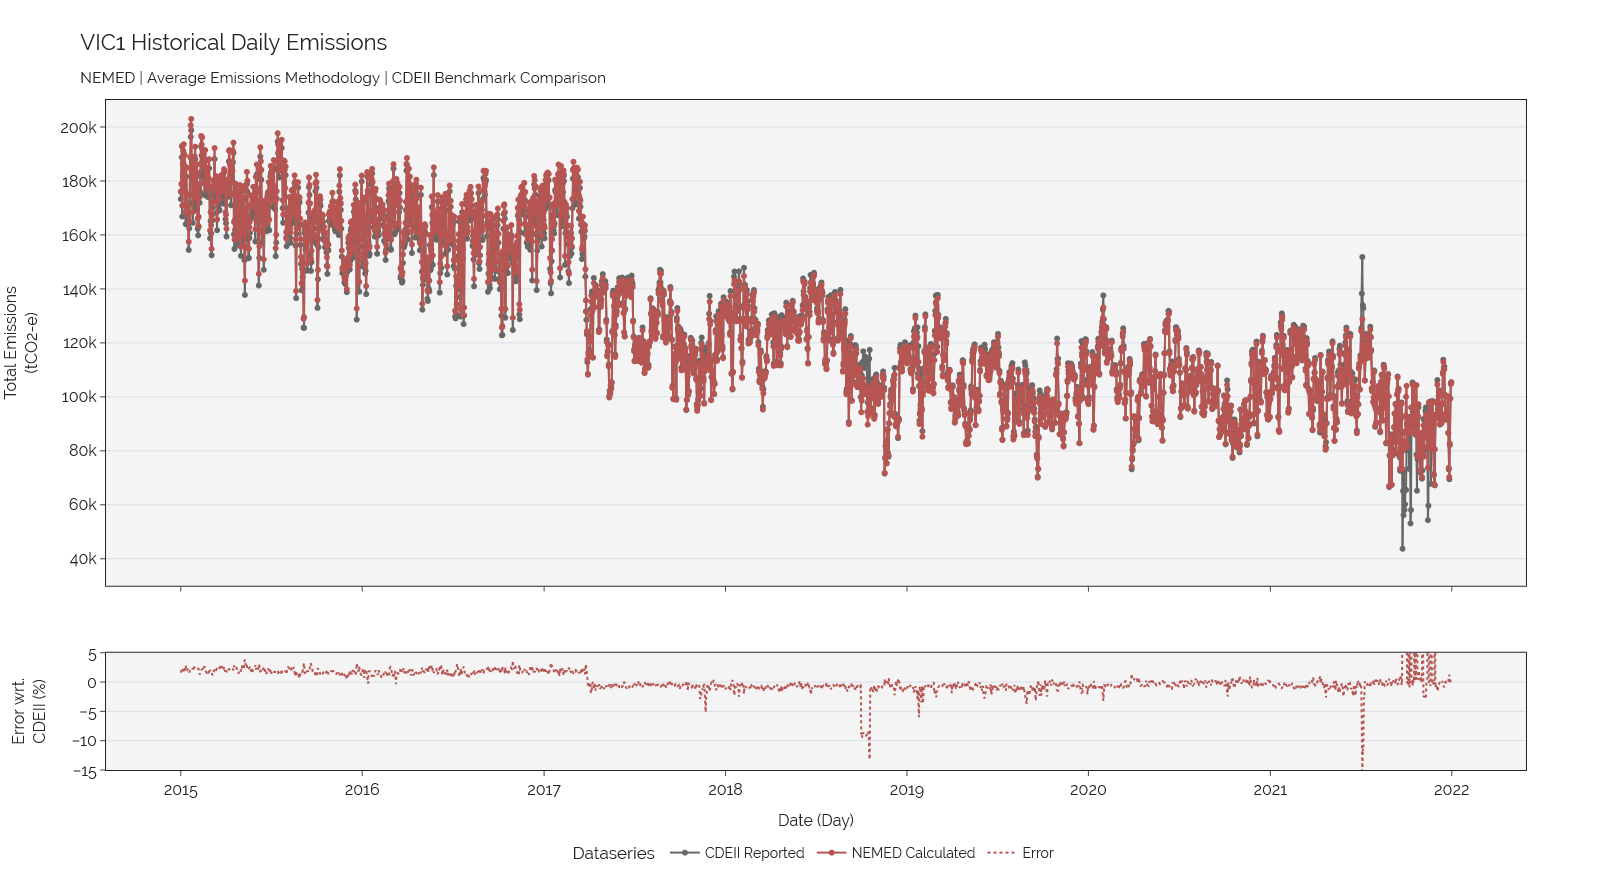 VIC1 Historical Daily Emissions
NEMED | Average Emissions Methodology | CDEII Benchmark Comparison
Total Emissions
(tCO2-e)
200k
180k
160k
140k
120k
100k
80k
60k
40k
Error wrt.
CDEII (%)
5
0
−5
−10
−15
2015 2016 2017 2018 2019 2020 2021 2022
Date (Day)
Dataseries CDEII Reported NEMED Calculated Error